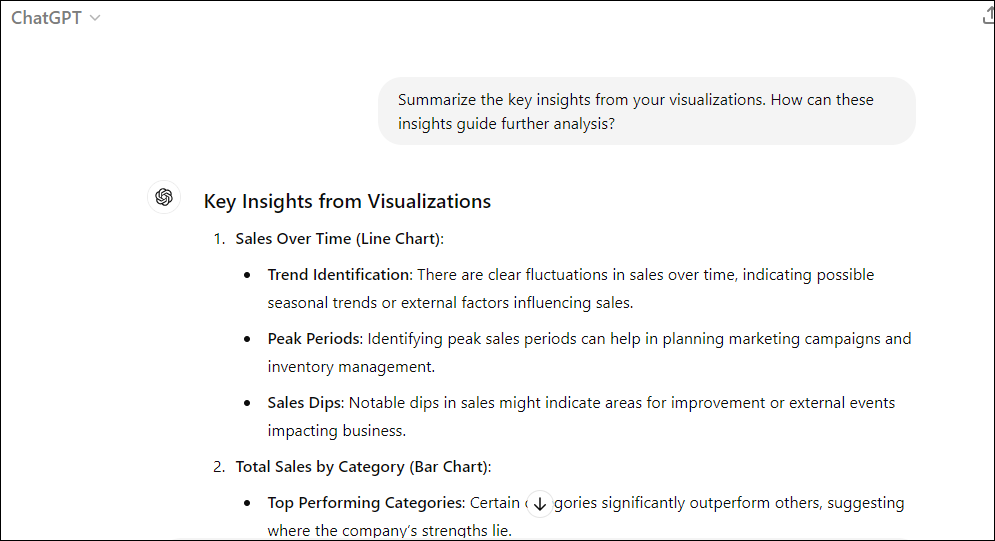 ChatGPT
Summarize the key insights from your visualizations. How can these
insights guide further analysis?
Key Insights from Visualizations
1. Sales Over Time (Line Chart):
• Trend Identification: There are clear fluctuations in sales over time, indicating possible
seasonal trends or external factors influencing sales.
• Peak Periods: Identifying peak sales periods can help in planning marketing campaigns and
inventory management.
• Sales Dips: Notable dips in sales might indicate areas for improvement or external events
impacting business.
2. Total Sales by Category (Bar Chart):
• Top Performing Categories: Certain categories significantly outperform others, suggesting
where the company's strengths lie.